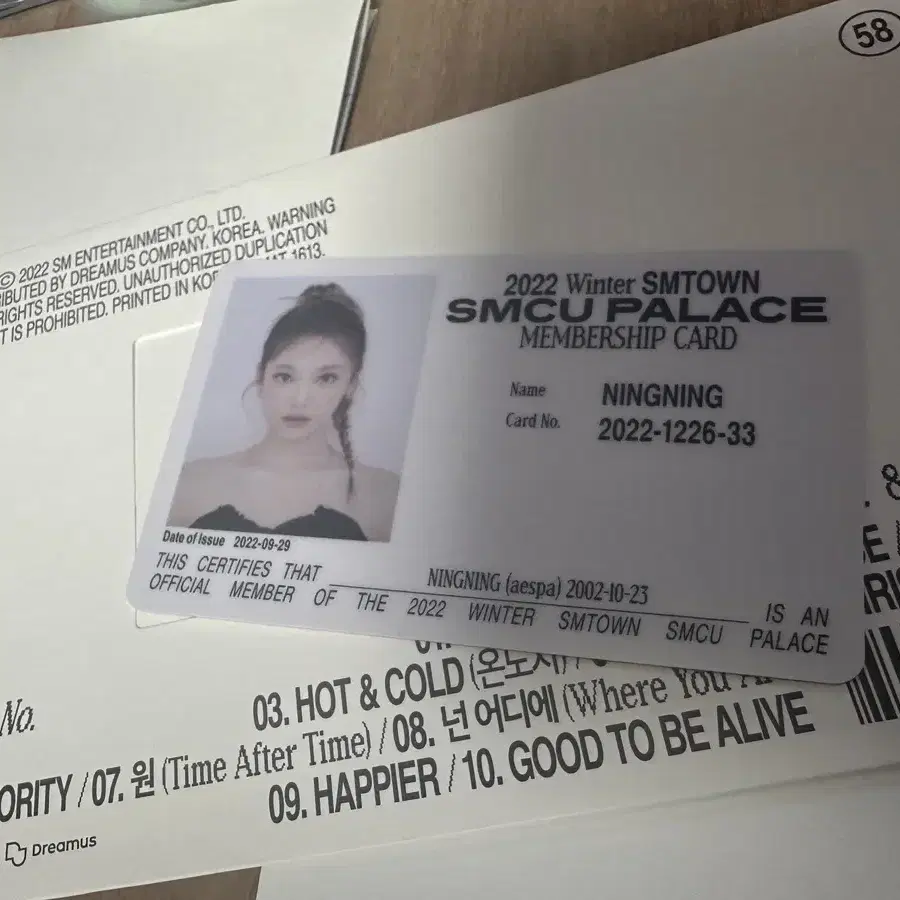 58
© 2022 SM ENTERTAINMENT CO., LTD.
IBUTED BY DREAMUS COMPANY. KOREA. WARNING
RIGHTS RESERVED. UNAUTHORIZED DUPLICATION
T IS PROHIBITED. PRINTED IN KOR 1613.
2022 Winter SMTOWN
SMCU PALACE
MEMBERSHIP CARD
Name NINGNING
Card No. 2022-1226-33
Date of Issue 2022-09-29
THIS CERTIFIES THAT NINGNING (aespa) 2002-10-23 IS AN
OFFICIAL MEMBER OF THE 2022 WINTER SMTOWN SMCU PALACE
No.
03. HOT & COLD (온도차) /
ORITY / 07. 원 (Time After Time) / 08. 넌 어디에 (Where You
09. HAPPIER / 10. GOOD TO BE ALIVE
Dreamus